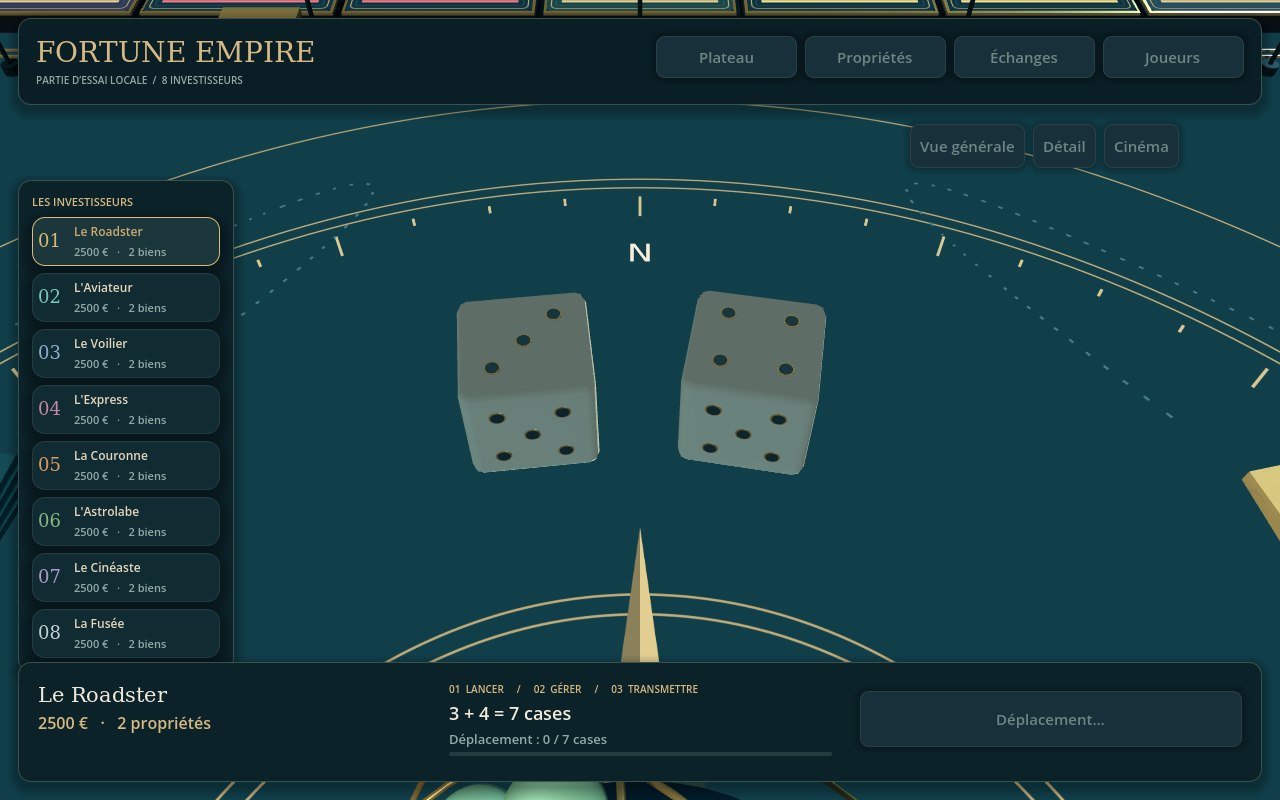 FORTUNE EMPIRE
PARTIE D'ESSAI LOCALE / 8 INVESTISSEURS
Plateau
Propriétés
Échanges
Joueurs
Vue générale
Détail
Cinéma
LES INVESTISSEURS
01 Le Roadster
2500 € · 2 biens
02 L'Aviateur
2500 € · 2 biens
03 Le Voilier
2500 € · 2 biens
04 L'Express
2500 € · 2 biens
05 La Couronne
2500 € · 2 biens
06 L'Astrolabe
2500 € · 2 biens
07 Le Cinéaste
2500 € · 2 biens
08 La Fusée
2500 € · 2 biens
N
Le Roadster
2500 € · 2 propriétés
01 LANCER / 02 GÉRER / 03 TRANSMETTRE
3 + 4 = 7 cases
Déplacement : 0 / 7 cases
Déplacement...